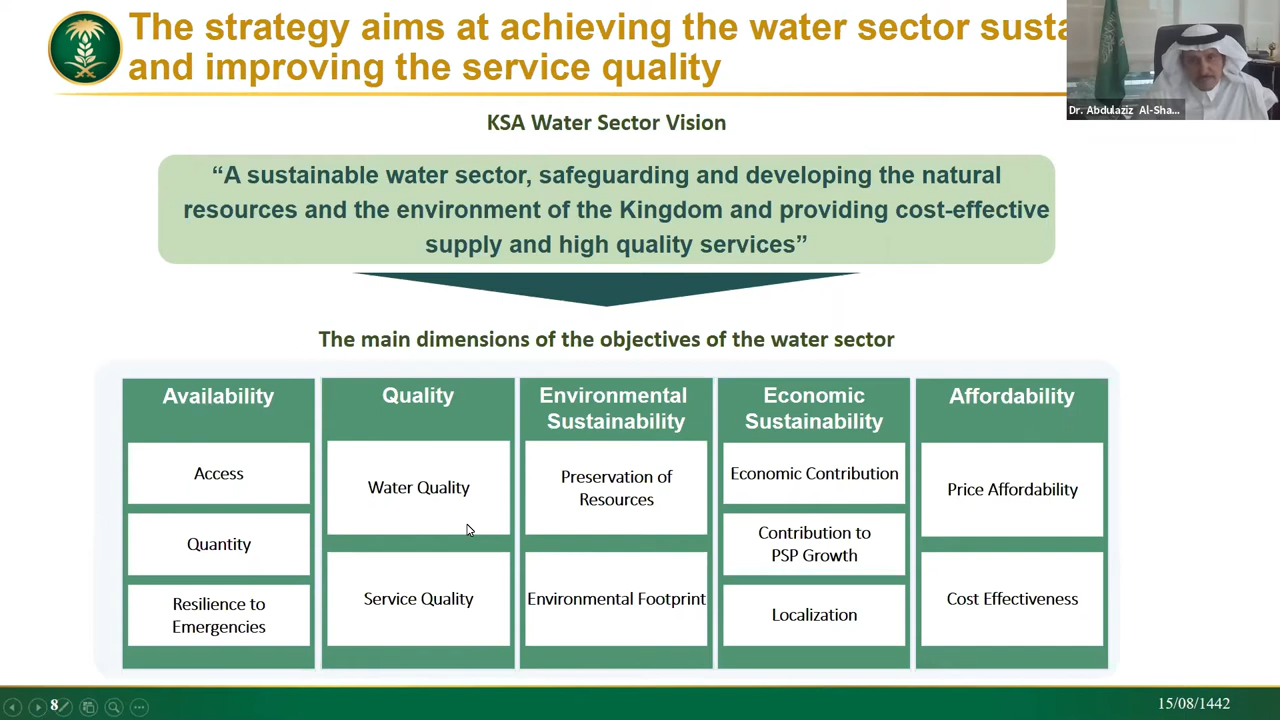 The strategy aims at achieving the water sector
and improving the service quality
Dr. Abdulaziz Al-Sha...
KSA Water Sector Vision
“A sustainable water sector, safeguarding and developing the natural
resources and the environment of the Kingdom and providing cost-effective
supply and high quality services”
The main dimensions of the objectives of the water sector
Availability
Access
Quantity
Resilience to
Emergencies
Quality
Water Quality
Service Quality
Environmental
Sustainability
Preservation of
Resources
Environmental Footprint
Economic
Sustainability
Economic Contribution
Contribution to
PSP Growth
Localization
Affordability
Price Affordability
Cost Effectiveness
8
15/08/1442